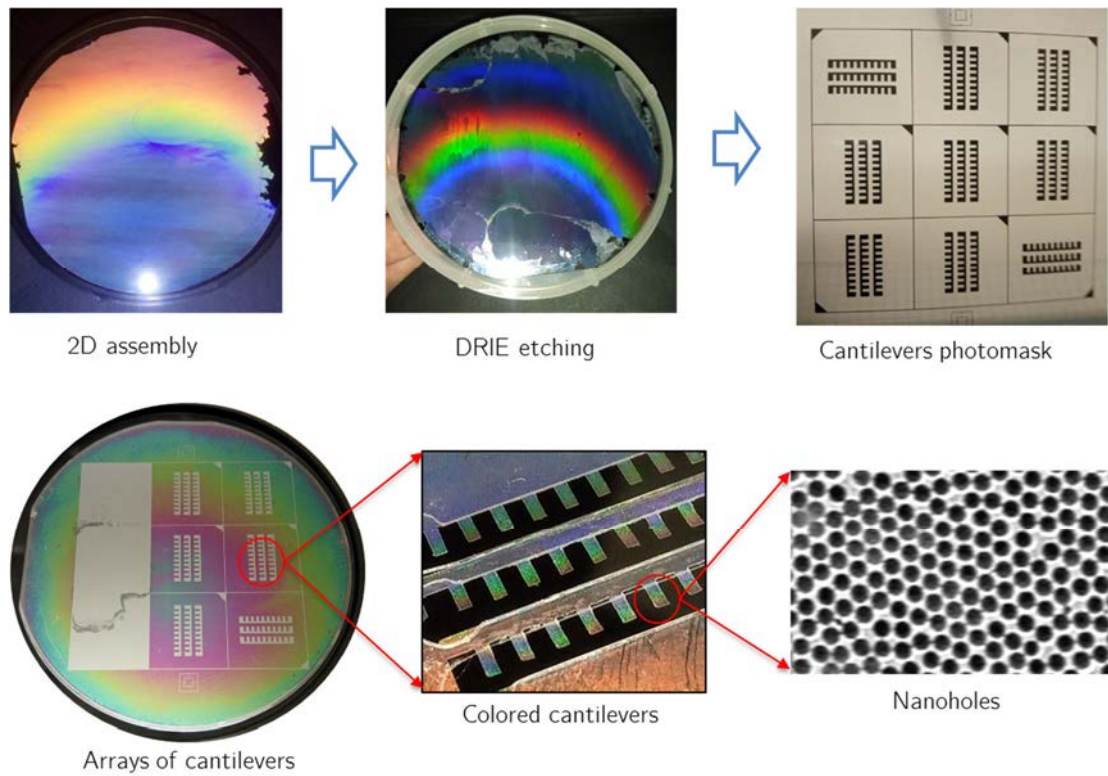 2D assembly
DRIE etching
Cantilevers photomask
Arrays of cantilevers
Colored cantilevers
Nanoholes